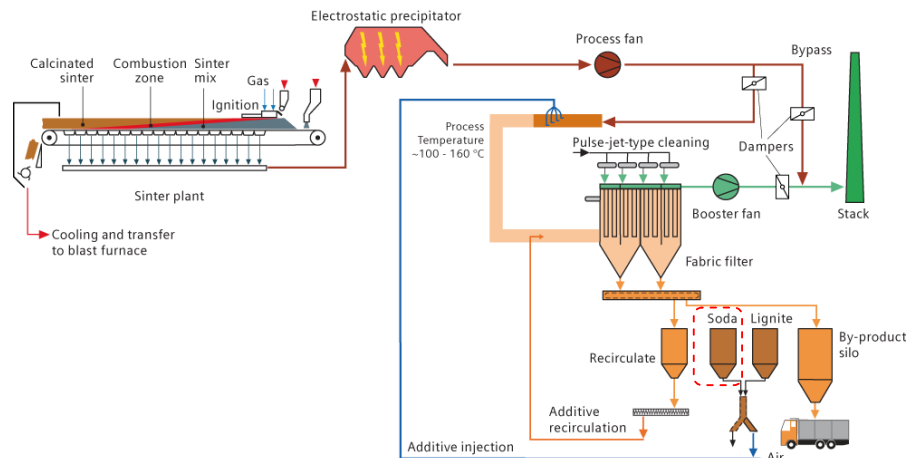 Electrostatic precipitator
Process fan
Bypass
Calcinated
sinter
Combustion
zone
Sinter
mix
Gas
Ignition
Process
Temperature
~100 - 160 °C
Pulse-jet-type cleaning
Dampers
Sinter plant
Booster fan
Stack
Cooling and transfer
to blast furnace
Fabric filter
Soda
Lignite
By-product
silo
Recirculate
Additive
recirculation
Additive injection
Air